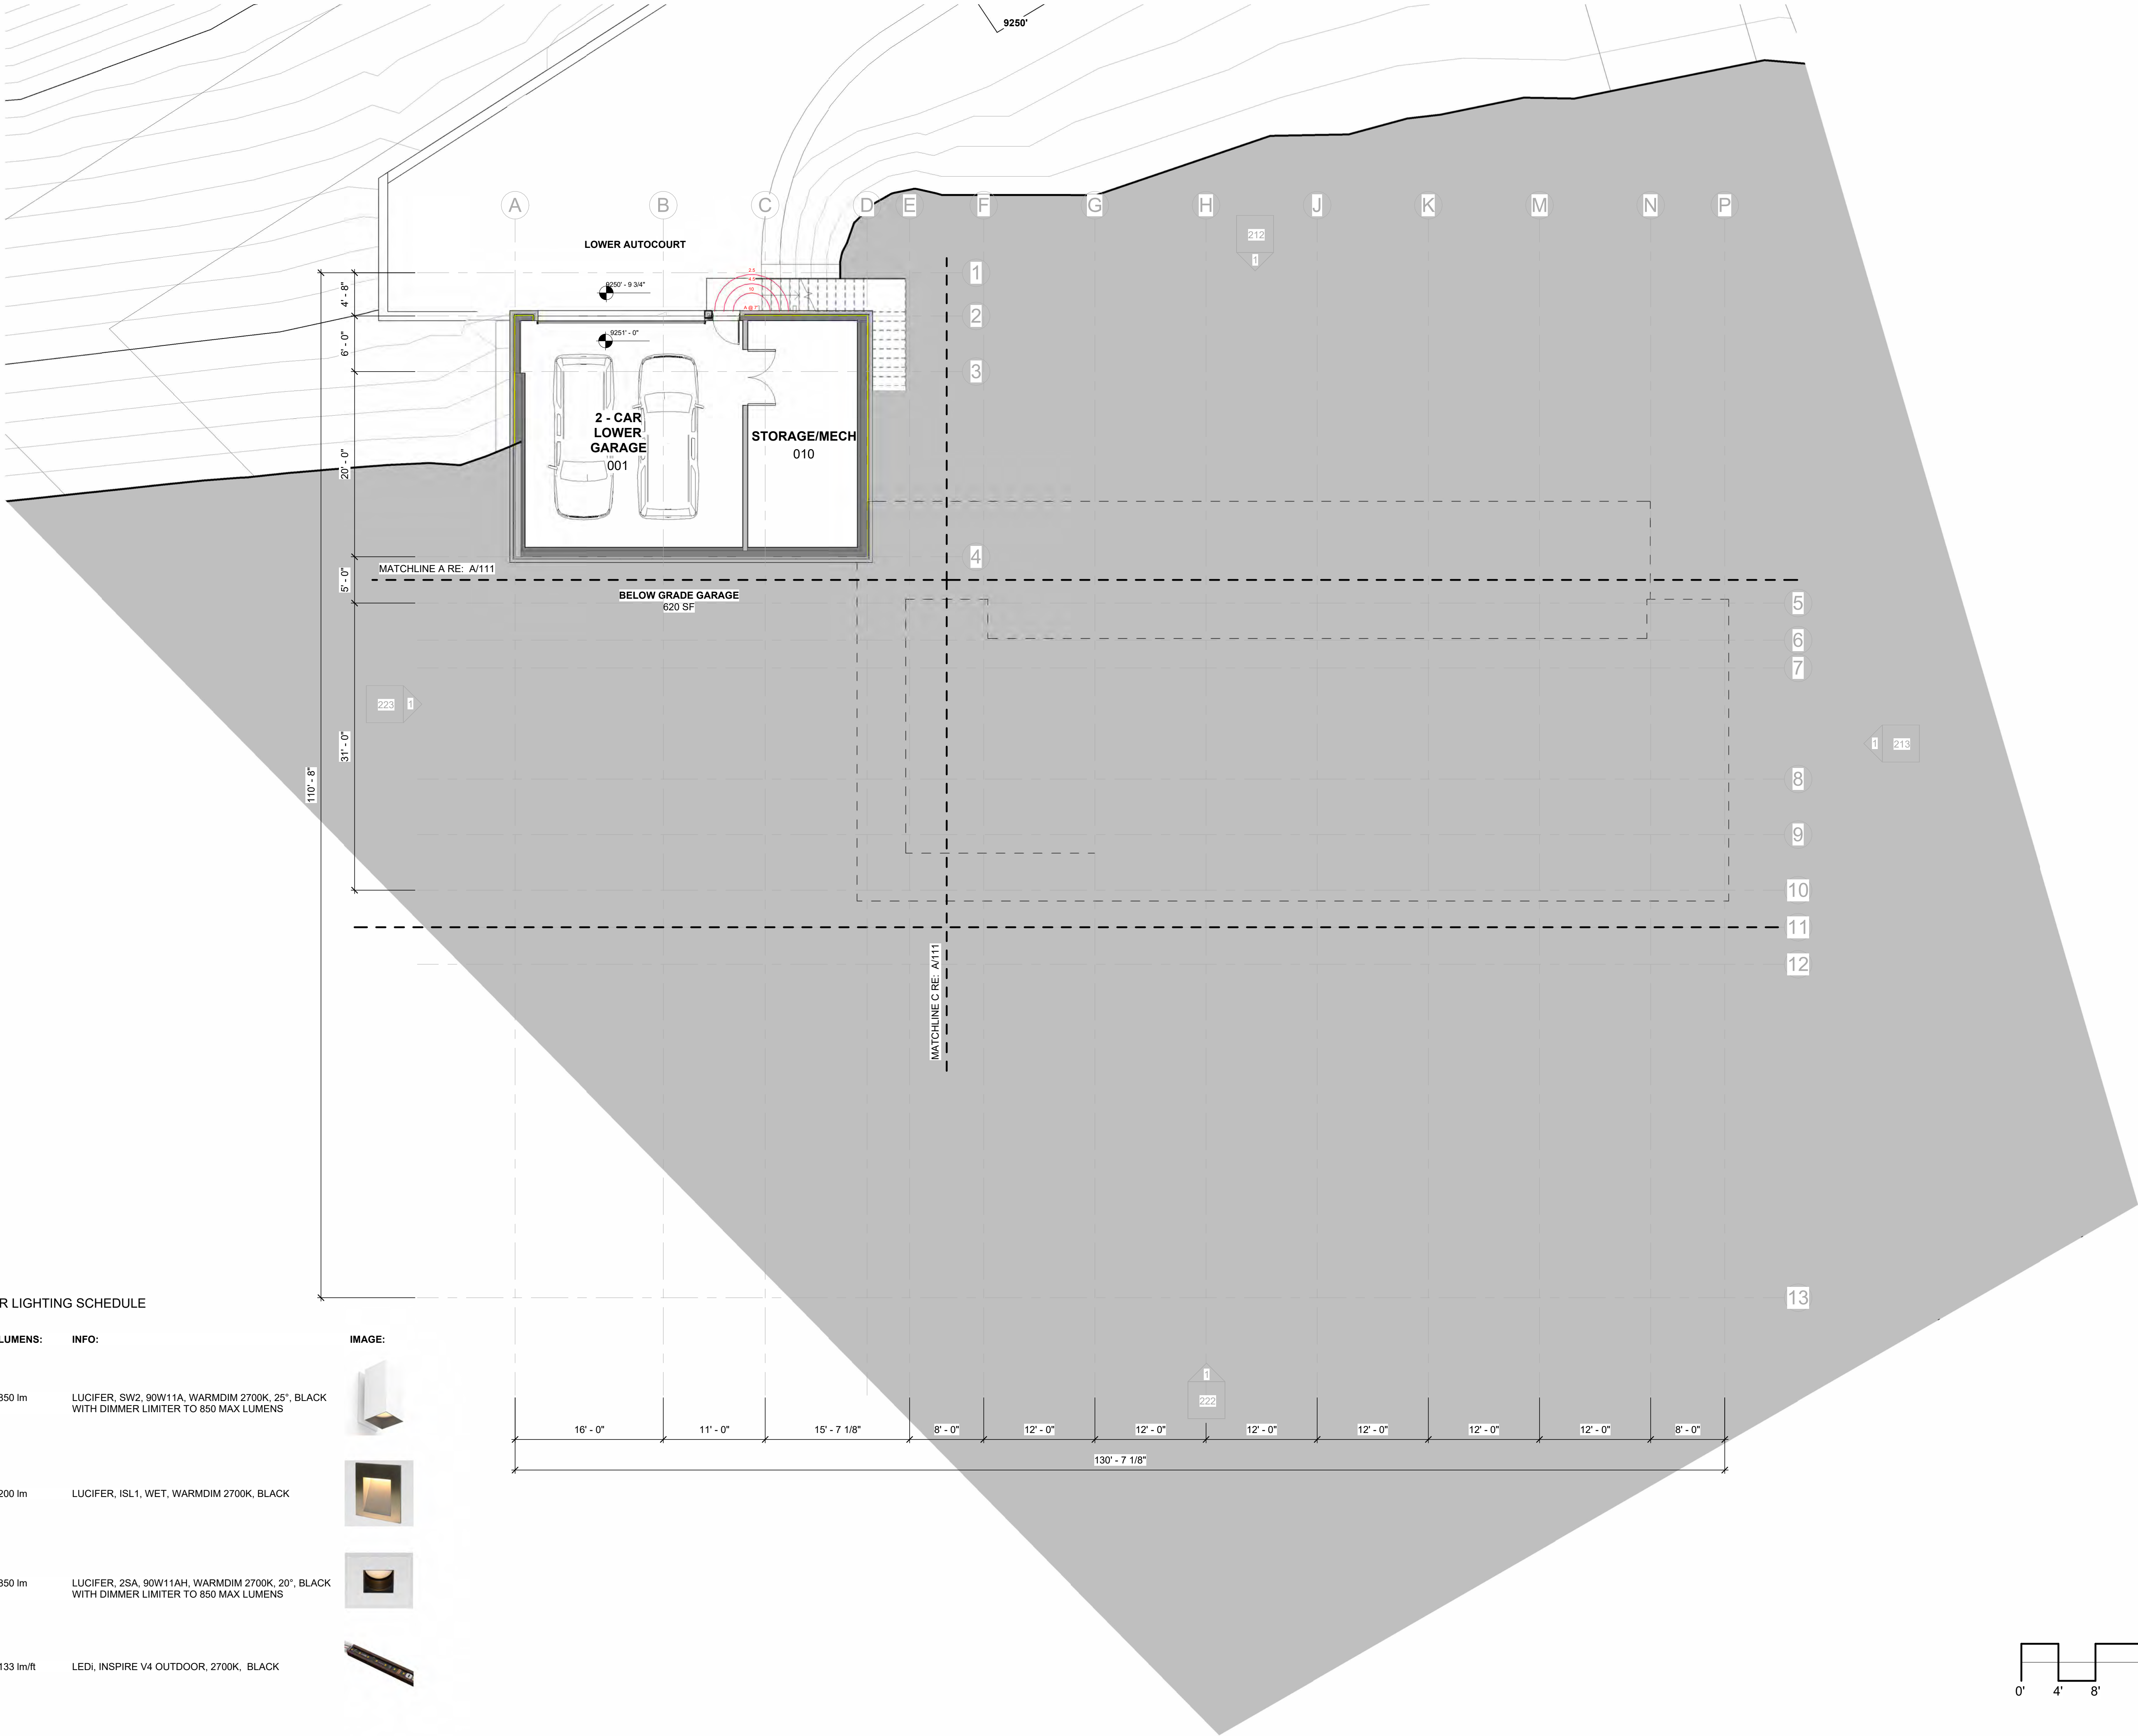 9250'
A
B
C
D
E
F
G
H
J
K
M
N
P
212
1
LOWER AUTOCOURT
1
9250' - 9 3/4"
4' - 8"
10
2
6' - 0"
9251' - 0"
3
2 - CAR
LOWER
GARAGE
001
STORAGE/MECH
010
20' - 0"
4
MATCHLINE A RE: A/111
5' - 0"
BELOW GRADE GARAGE
620 SF
5
6
7
223
1
31' - 0"
110' - 8"
1
213
8
9
10
11
12
MATCHLINE C RE: A/111
13
R LIGHTING SCHEDULE
LUMENS:
INFO:
IMAGE:
850 lm
LUCIFER, SW2, 90W11A, WARMDIM 2700K, 25°, BLACK
WITH DIMMER LIMITER TO 850 MAX LUMENS
1
222
16' - 0"
11' - 0"
15' - 7 1/8"
8' - 0"
12' - 0"
12' - 0"
12' - 0"
12' - 0"
12' - 0"
12' - 0"
8' - 0"
130' - 7 1/8"
200 lm
LUCIFER, ISL1, WET, WARMDIM 2700K, BLACK
850 lm
LUCIFER, 2SA, 90W11AH, WARMDIM 2700K, 20°, BLACK
WITH DIMMER LIMITER TO 850 MAX LUMENS
133 lm/ft
LEDi, INSPIRE V4 OUTDOOR, 2700K, BLACK
0'
4'
8'